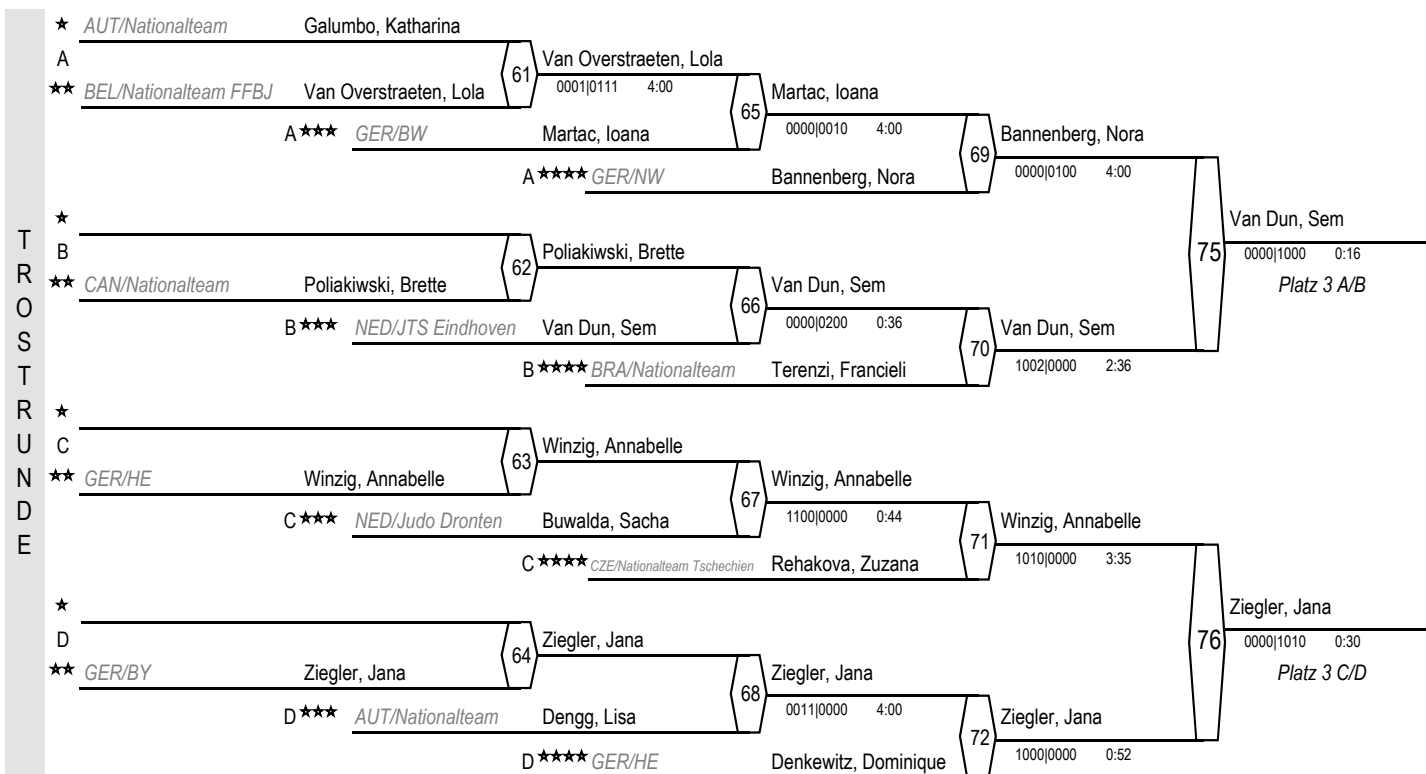 TROSTRUNDE
★ AUT/Nationalteam Galumbo, Katharina
A
★★ BEL/Nationalteam FFBJ Van Overstraeten, Lola
61
Van Overstraeten, Lola
0001|0111 4:00
A ★★★ GER/BW Martac, Ioana
65
Martac, Ioana
0000|0010 4:00
A ★★★★ GER/NW Bannenberg, Nora
69
Bannenberg, Nora
0000|0100 4:00
★
B
★★ CAN/Nationalteam Poliakiwski, Brette
62
Poliakiwski, Brette
B ★★★ NED/JTS Eindhoven Van Dun, Sem
66
Van Dun, Sem
0000|0200 0:36
B ★★★★ BRA/Nationalteam Terenzi, Francieli
70
Van Dun, Sem
1002|0000 2:36
75
Van Dun, Sem
0000|1000 0:16
Platz 3 A/B
★
C
★★ GER/HE Winzig, Annabelle
63
Winzig, Annabelle
C ★★★ NED/Judo Dronten Buwalda, Sacha
67
Winzig, Annabelle
1100|0000 0:44
C ★★★★ CZE/Nationalteam Tschechien Rehakova, Zuzana
71
Winzig, Annabelle
1010|0000 3:35
★
D
★★ GER/BY Ziegler, Jana
64
Ziegler, Jana
D ★★★ AUT/Nationalteam Dengg, Lisa
68
Ziegler, Jana
0011|0000 4:00
D ★★★★ GER/HE Denkewitz, Dominique
72
Ziegler, Jana
1000|0000 0:52
76
Ziegler, Jana
0000|1010 0:30
Platz 3 C/D